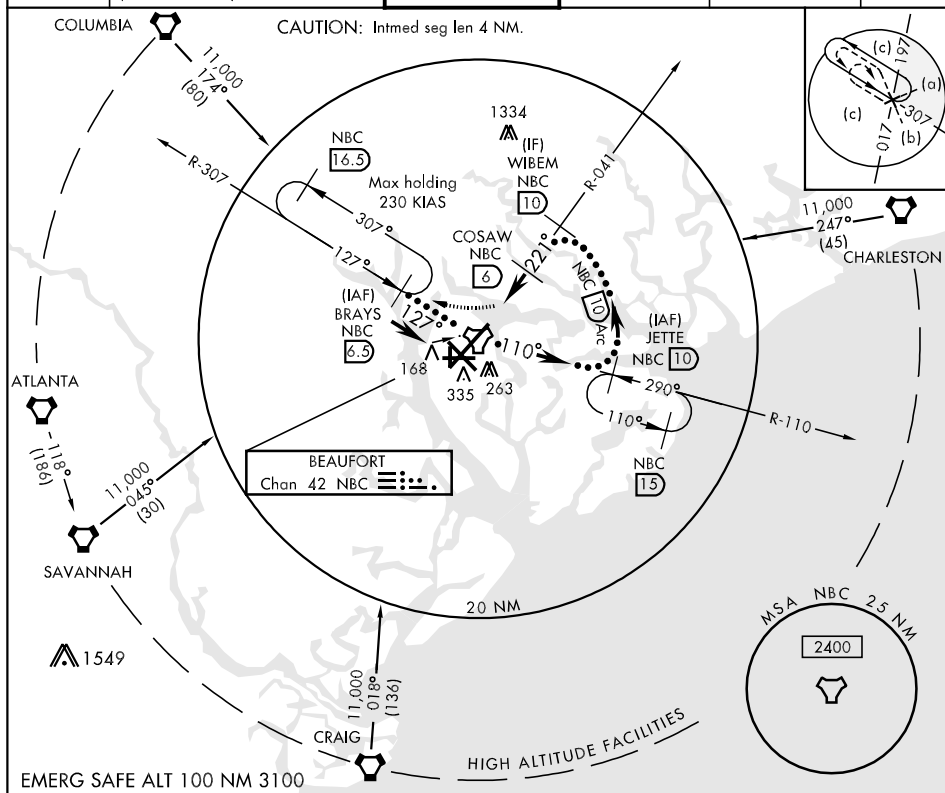 COLUMBIA
CAUTION: Intmed seg len 4 NM.
11,000
174°
(80)
R-307
NBC
16.5
Max holding
230 KIAS
307°
127°
1334
(IF)
WIBEM
NBC
10
R-041
221°
COSAW
NBC
6
NBC
10
Arc
(c)
197
(a)
307
(c)
(b)
017
11,000
247°
(45)
CHARLESTON
(IAF)
BRAYS
NBC
6.5
127°
168
335
263
110°
(IAF)
JETTE
NBC 10
290°
110°
R-110
NBC
15
ATLANTA
118°
(186)
11,000
045°
(30)
SAVANNAH
BEAUFORT
Chan 42 NBC
20 NM
1549
11,000
018°
(136)
CRAIG
HIGH ALTITUDE FACILITIES
MSA NBC 25 NM
2400
EMERG SAFE ALT 100 NM 3100